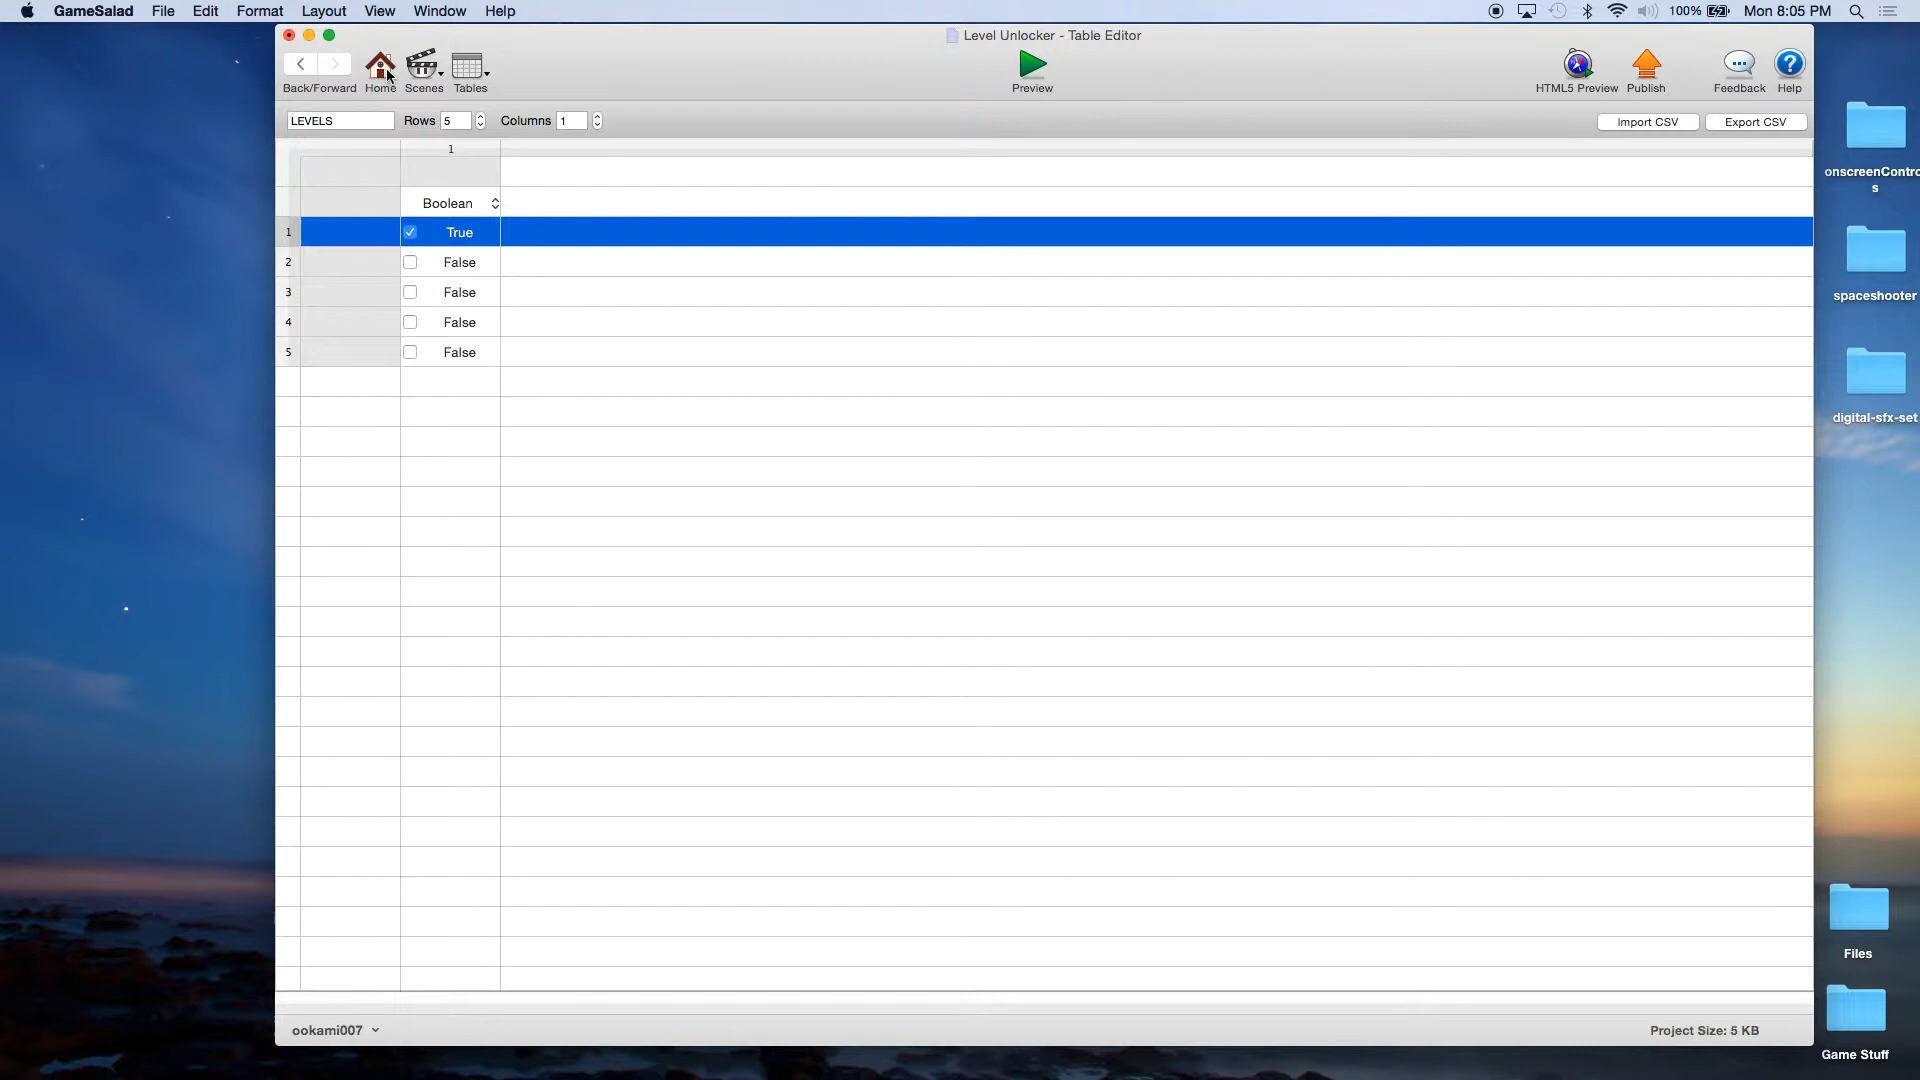 GameSalad File Edit Format Layout View Window Help 100% Mon 8:05 PM
Level Unlocker - Table Editor
Back/Forward Home Scenes Tables Preview HTML5 Preview Publish Feedback Help
LEVELS Rows 5 Columns 1 Import CSV Export CSV
1
Boolean
1 True
2 False
3 False
4 False
5 False
ookami007 Project Size: 5 KB
onscreenContro
s
spaceshooter
digital-sfx-set
Files
Game Stuff